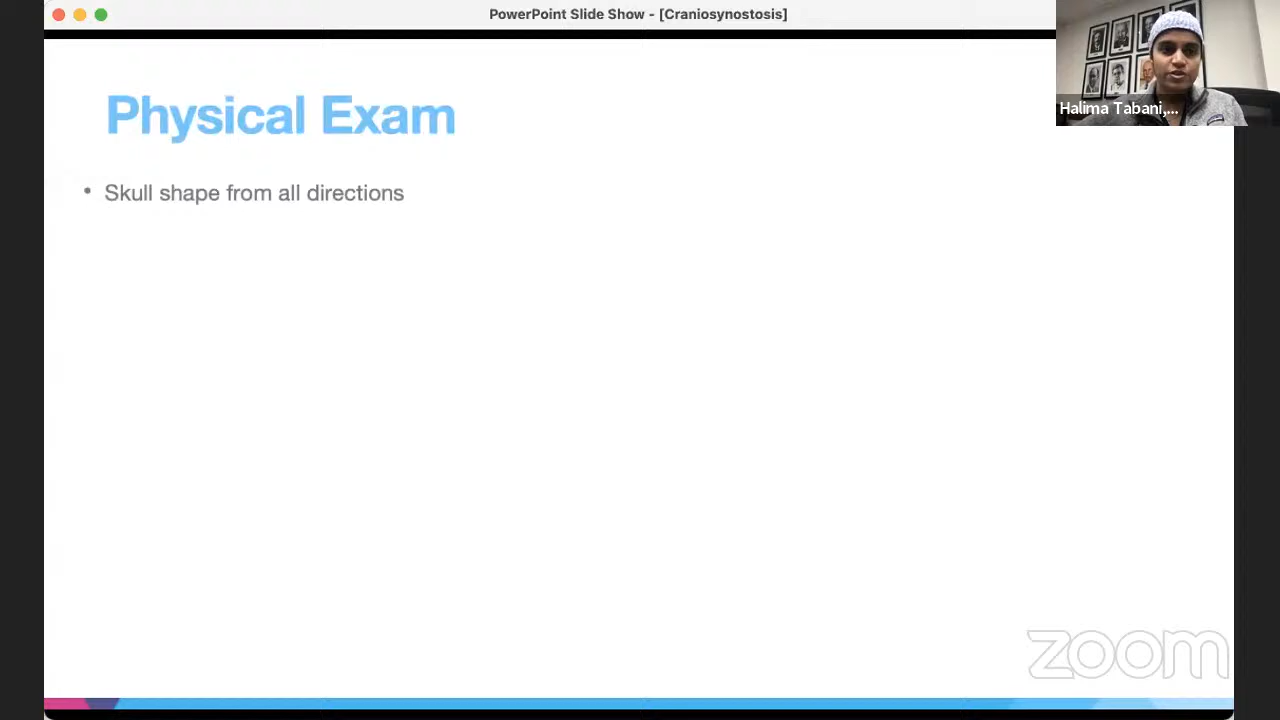 PowerPoint Slide Show - [Craniosynostosis]
Halima Tabani,...
Physical Exam
• Skull shape from all directions
zoom